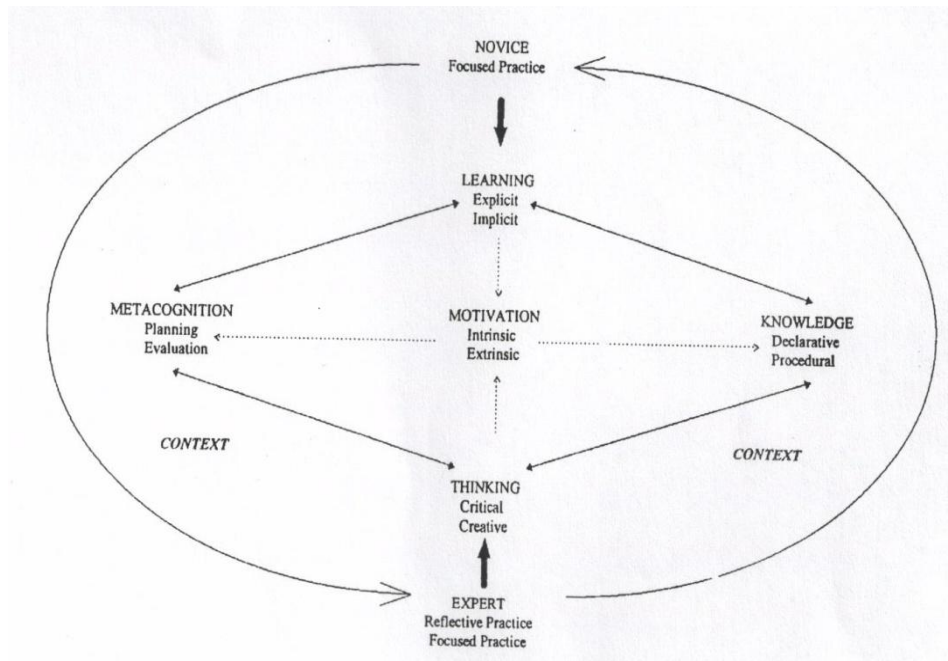 NOVICE
Focused Practice
LEARNING
Explicit
Implicit
METACOGNITION
Planning
Evaluation
MOTIVATION
Intrinsic
Extrinsic
KNOWLEDGE
Declarative
Procedural
CONTEXT
CONTEXT
THINKING
Critical
Creative
EXPERT
Reflective Practice
Focused Practice